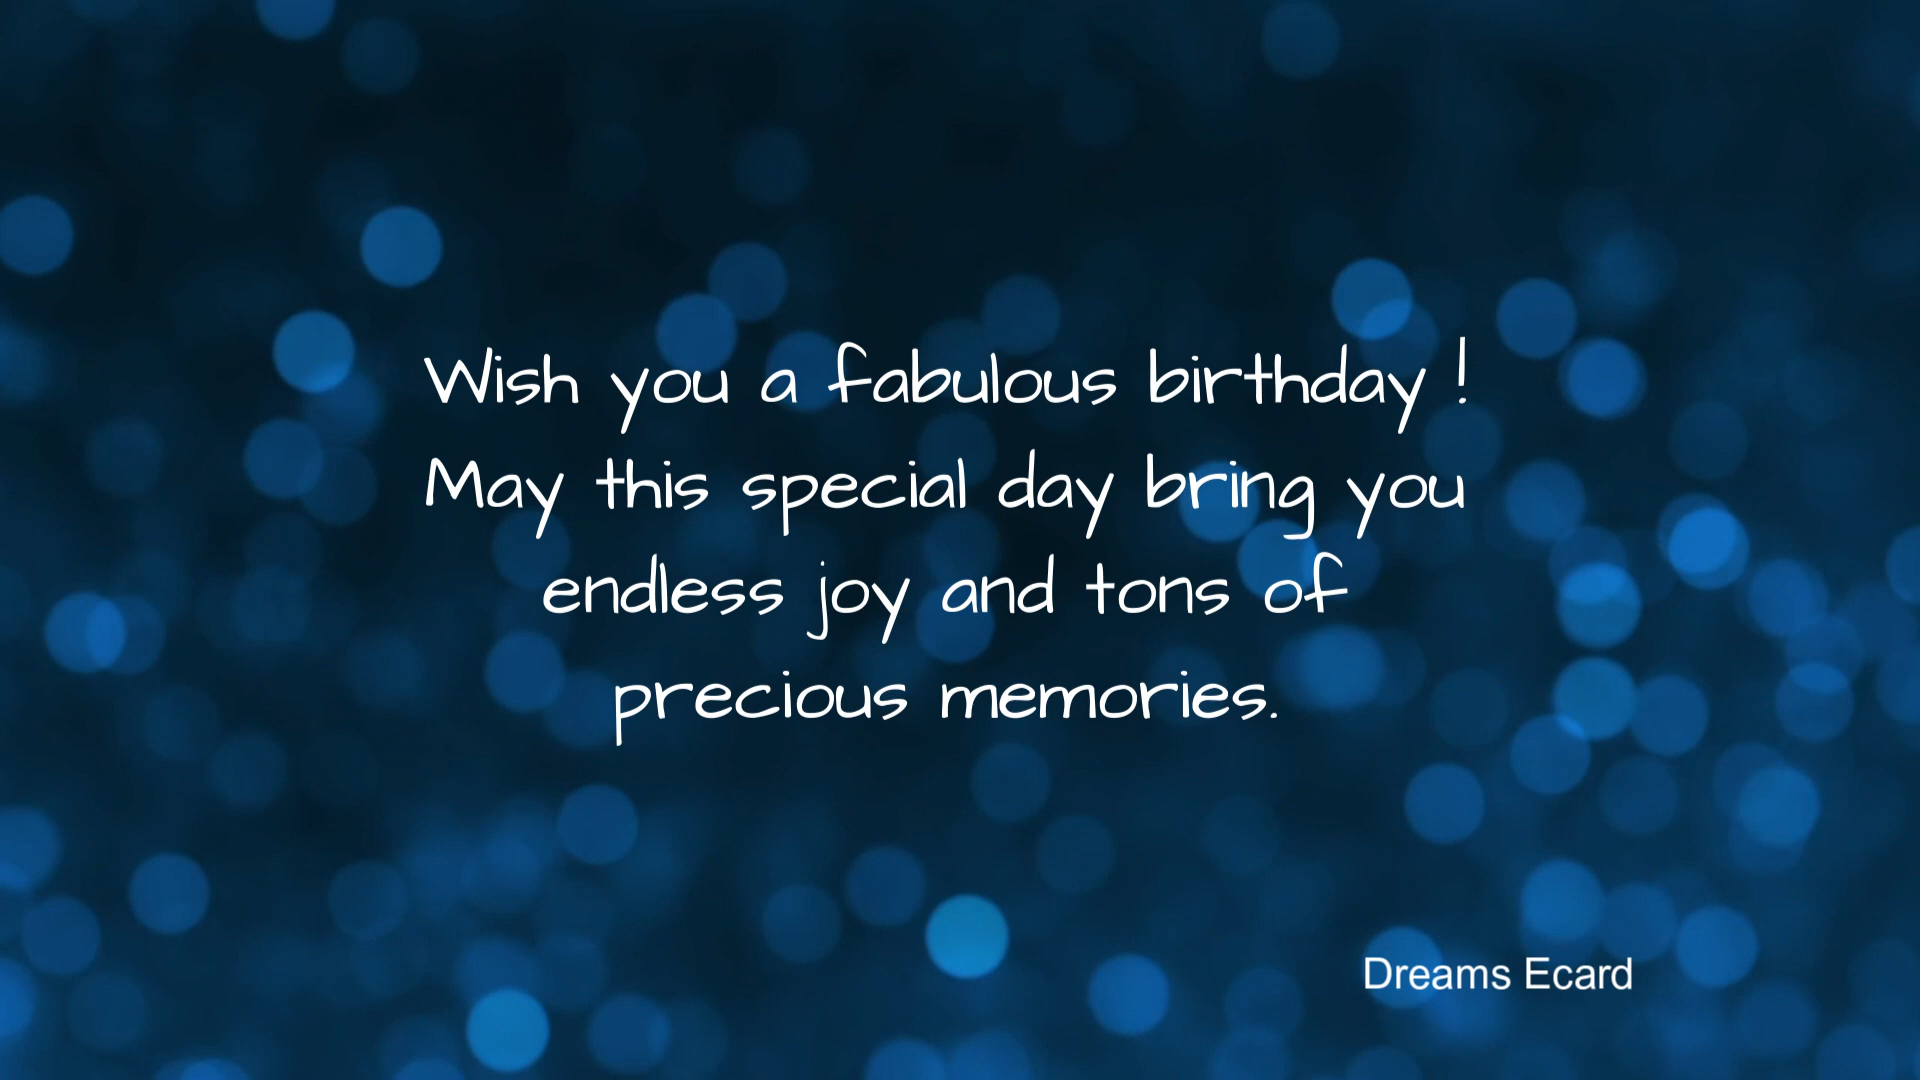 Wish you a fabulous birthday !
May this special day bring you
endless joy and tons of
precious memories.
Dreams Ecard